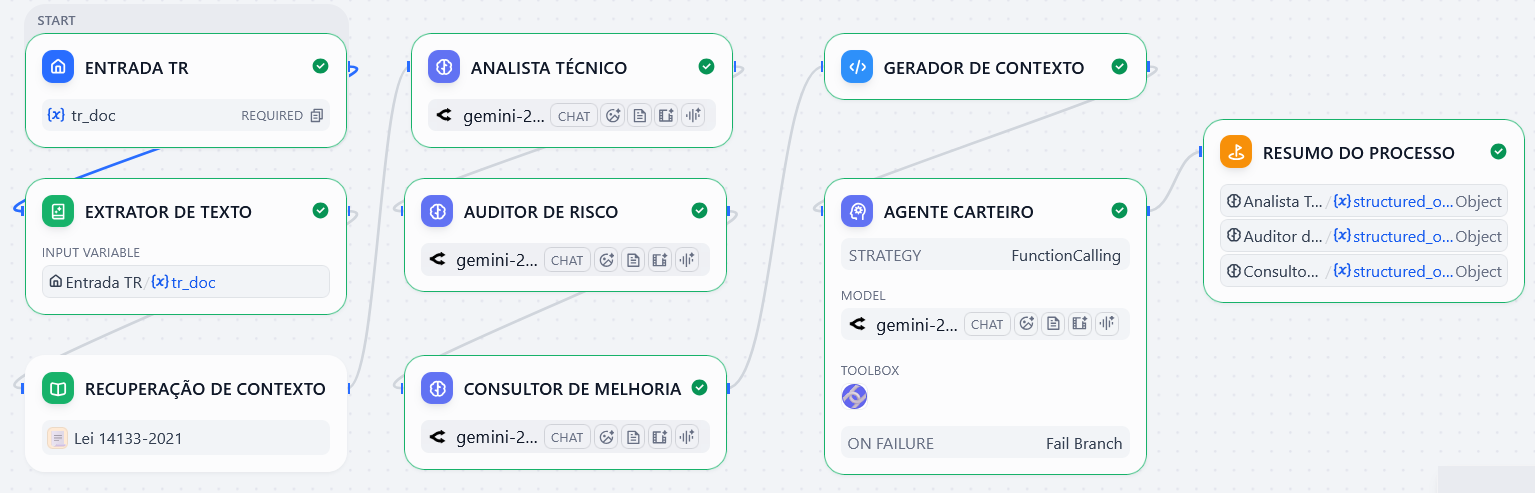 START
ENTRADA TR
{x} tr_doc REQUIRED
EXTRATOR DE TEXTO
INPUT VARIABLE
Entrada TR / {x} tr_doc
RECUPERAÇÃO DE CONTEXTO
Lei 14133-2021
ANALISTA TÉCNICO
gemini-2... CHAT
AUDITOR DE RISCO
gemini-2... CHAT
CONSULTOR DE MELHORIA
gemini-2... CHAT
GERADOR DE CONTEXTO
AGENTE CARTEIRO
STRATEGY FunctionCalling
MODEL
gemini-2... CHAT
TOOLBOX
ON FAILURE Fail Branch
RESUMO DO PROCESSO
Analista T... / {x} structured_o... Object
Auditor d... / {x} structured_o... Object
Consulto... / {x} structured_o... Object